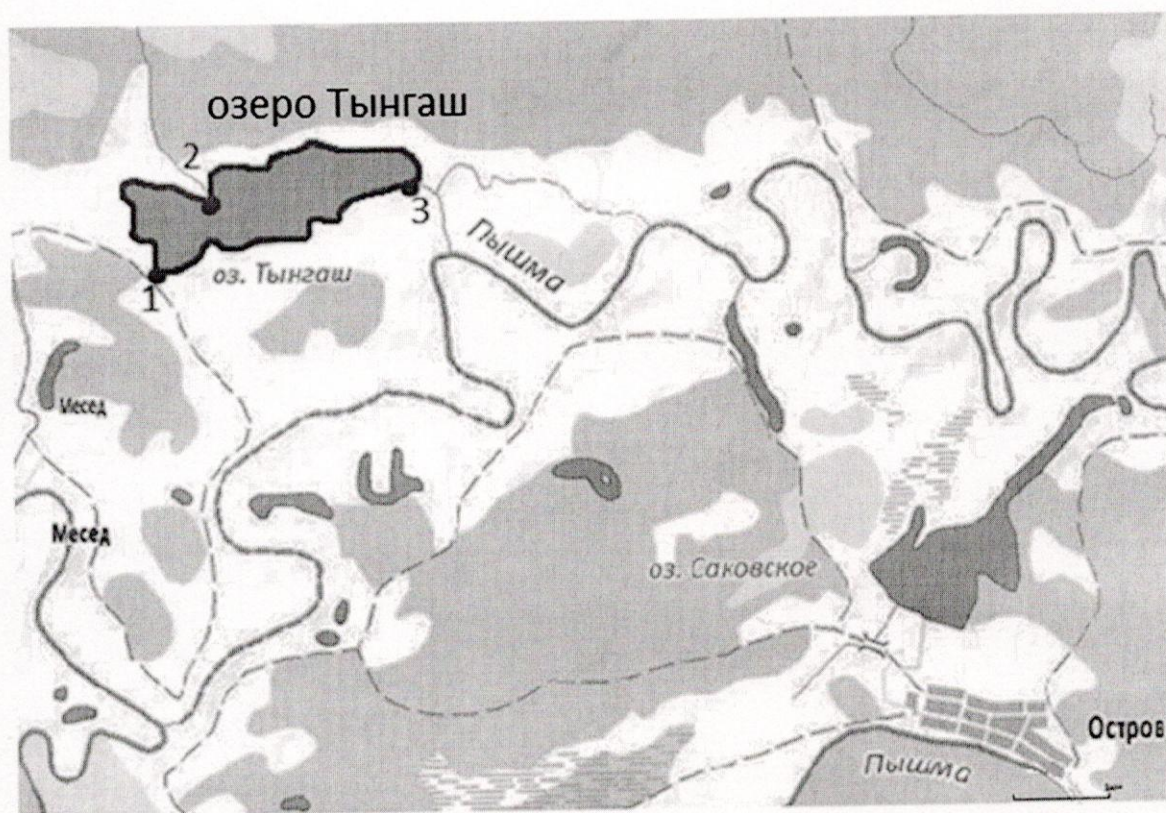 озеро Тынгаш
2
3
Пышма
оз. Тынгаш
1
Месед
Месед
оз. Саковское
Остров
Пышма